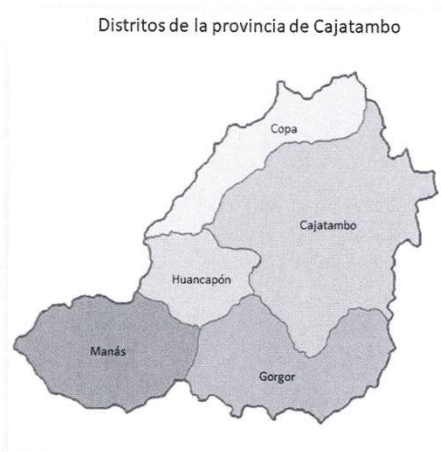 Distritos de la provincia de Cajatambo
Copa
Cajatambo
Huancapón
Manás
Gorgor